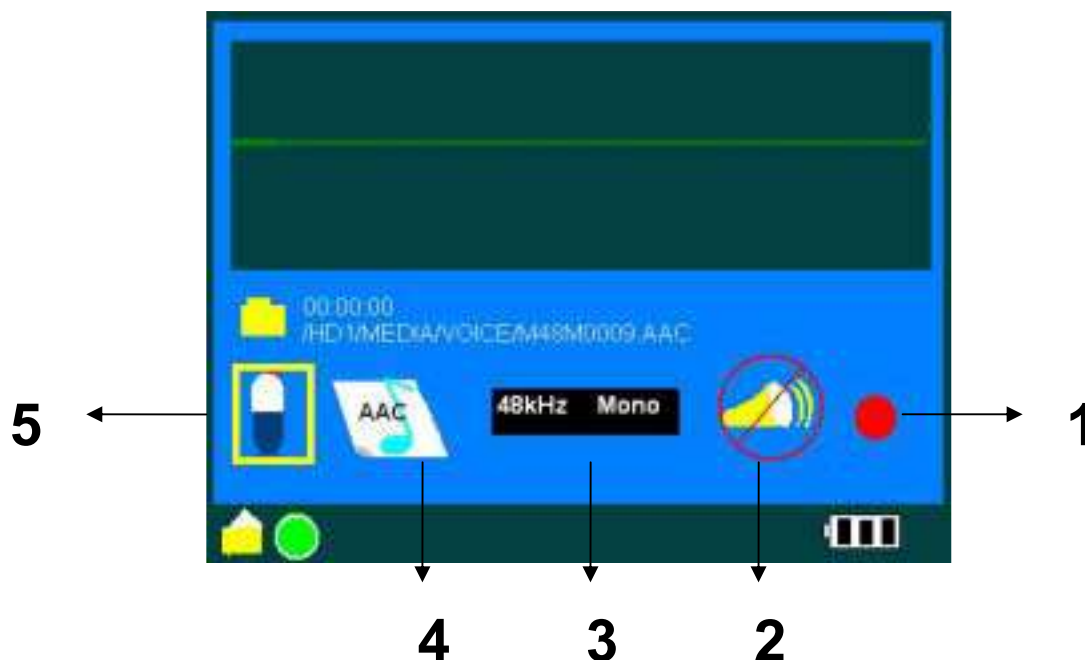 00:00:00
/HD1/MEDIA/VOICE/M48M0009.AAC
AAC
48kHz Mono
5
1
4 3 2